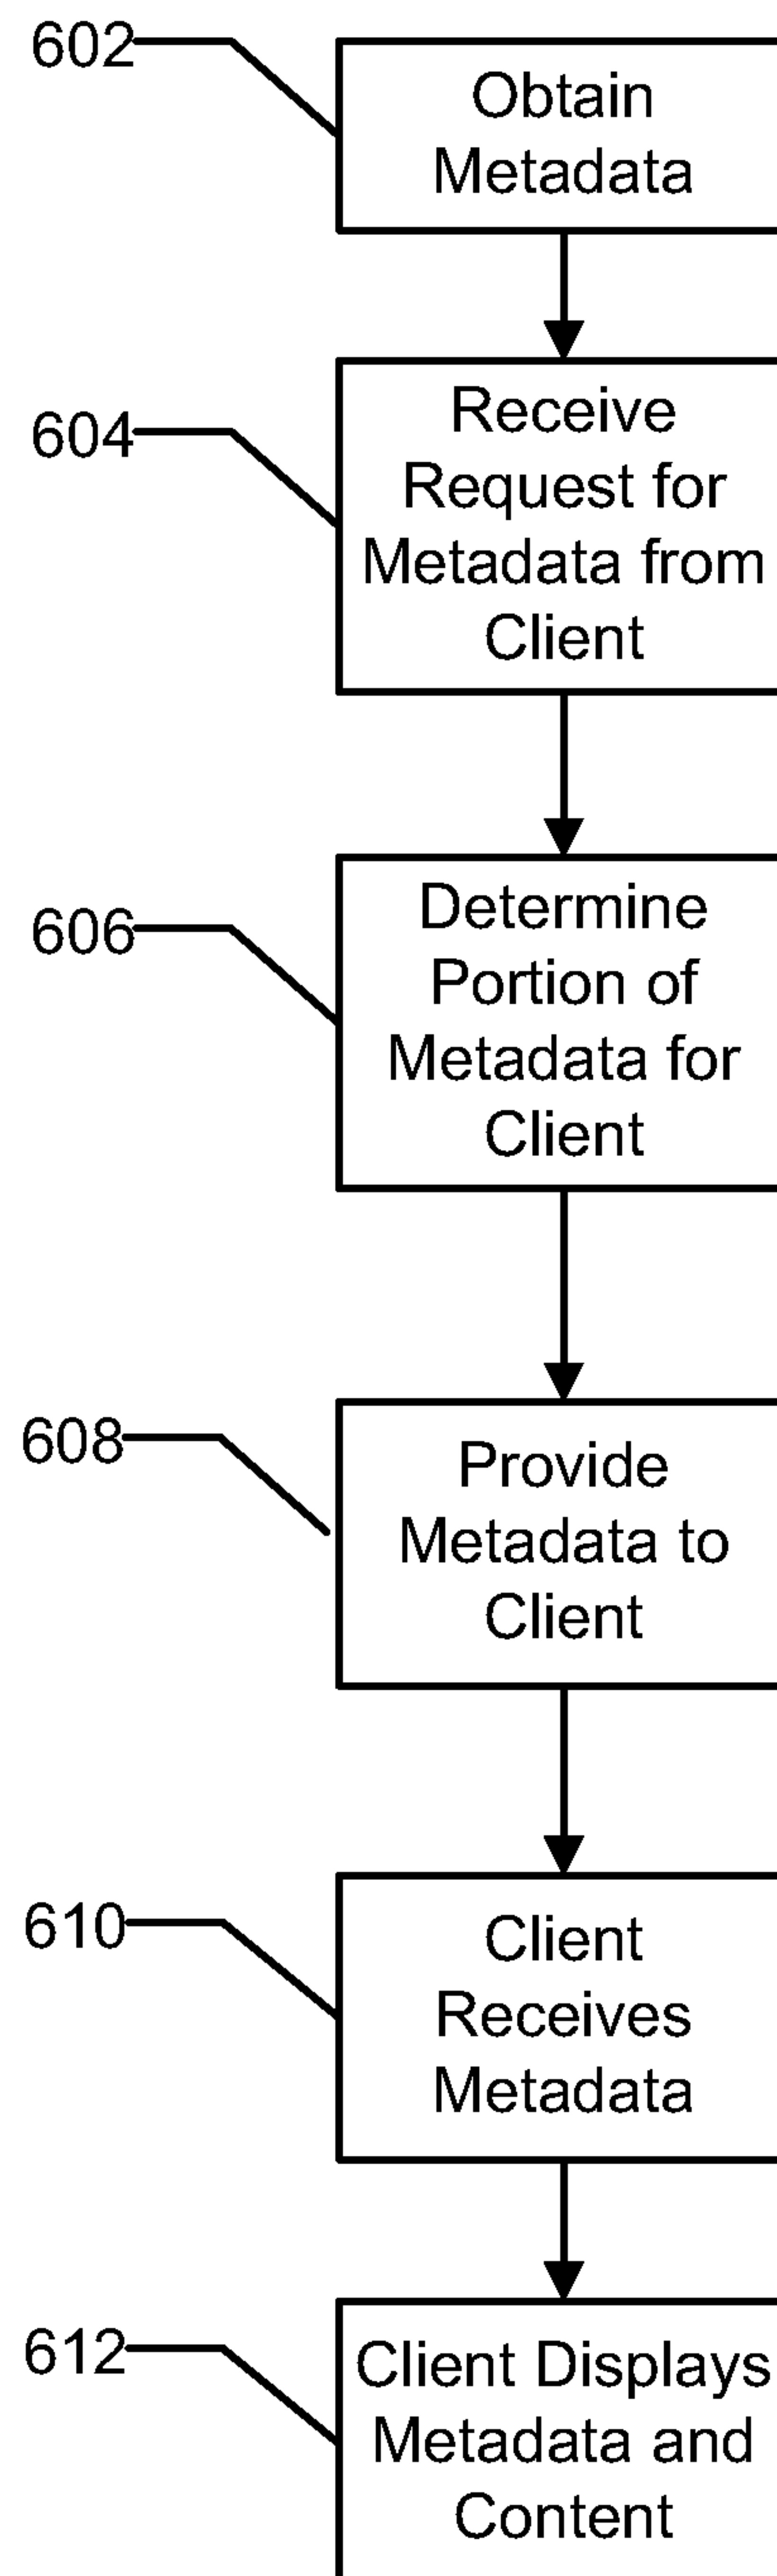 602
Obtain
Metadata
604
Receive
Request for
Metadata from
Client
606
Determine
Portion of
Metadata for
Client
608
Provide
Metadata to
Client
610
Client
Receives
Metadata
612
Client Displays
Metadata and
Content